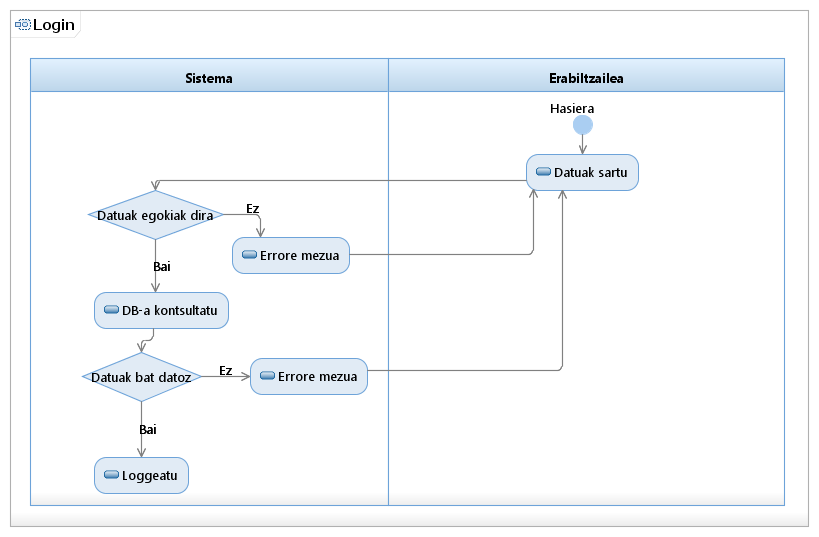 Login
Sistema
Erabiltzailea
Hasiera
Datuak sartu
Datuak egokiak dira
Ez
Errore mezua
Bai
DB-a kontsultatu
Datuak bat datoz
Ez
Errore mezua
Bai
Loggeatu